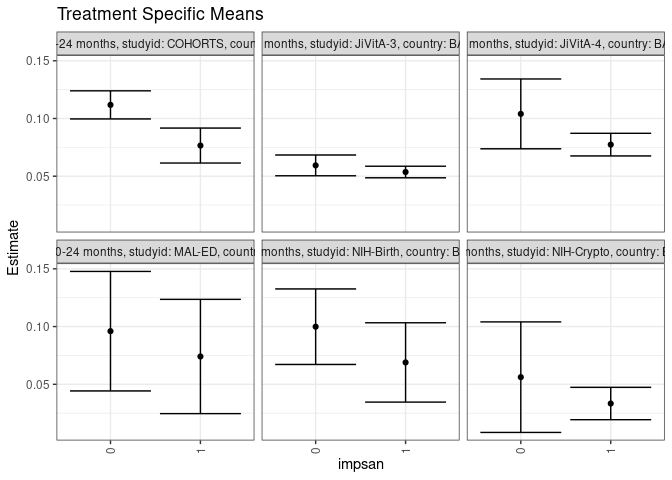 Treatment Specific Means
-24 months, studyid: COHORTS, coun
months, studyid: JiVitA-3, country: BA
months, studyid: JiVitA-4, country: BA
0.15
0.10
0.05
0-24 months, studyid: MAL-ED, countr
months, studyid: NIH-Birth, country: B
months, studyid: NIH-Crypto, country: B
0.15
0.10
0.05
Estimate
0 1 0 1 0 1
impsan